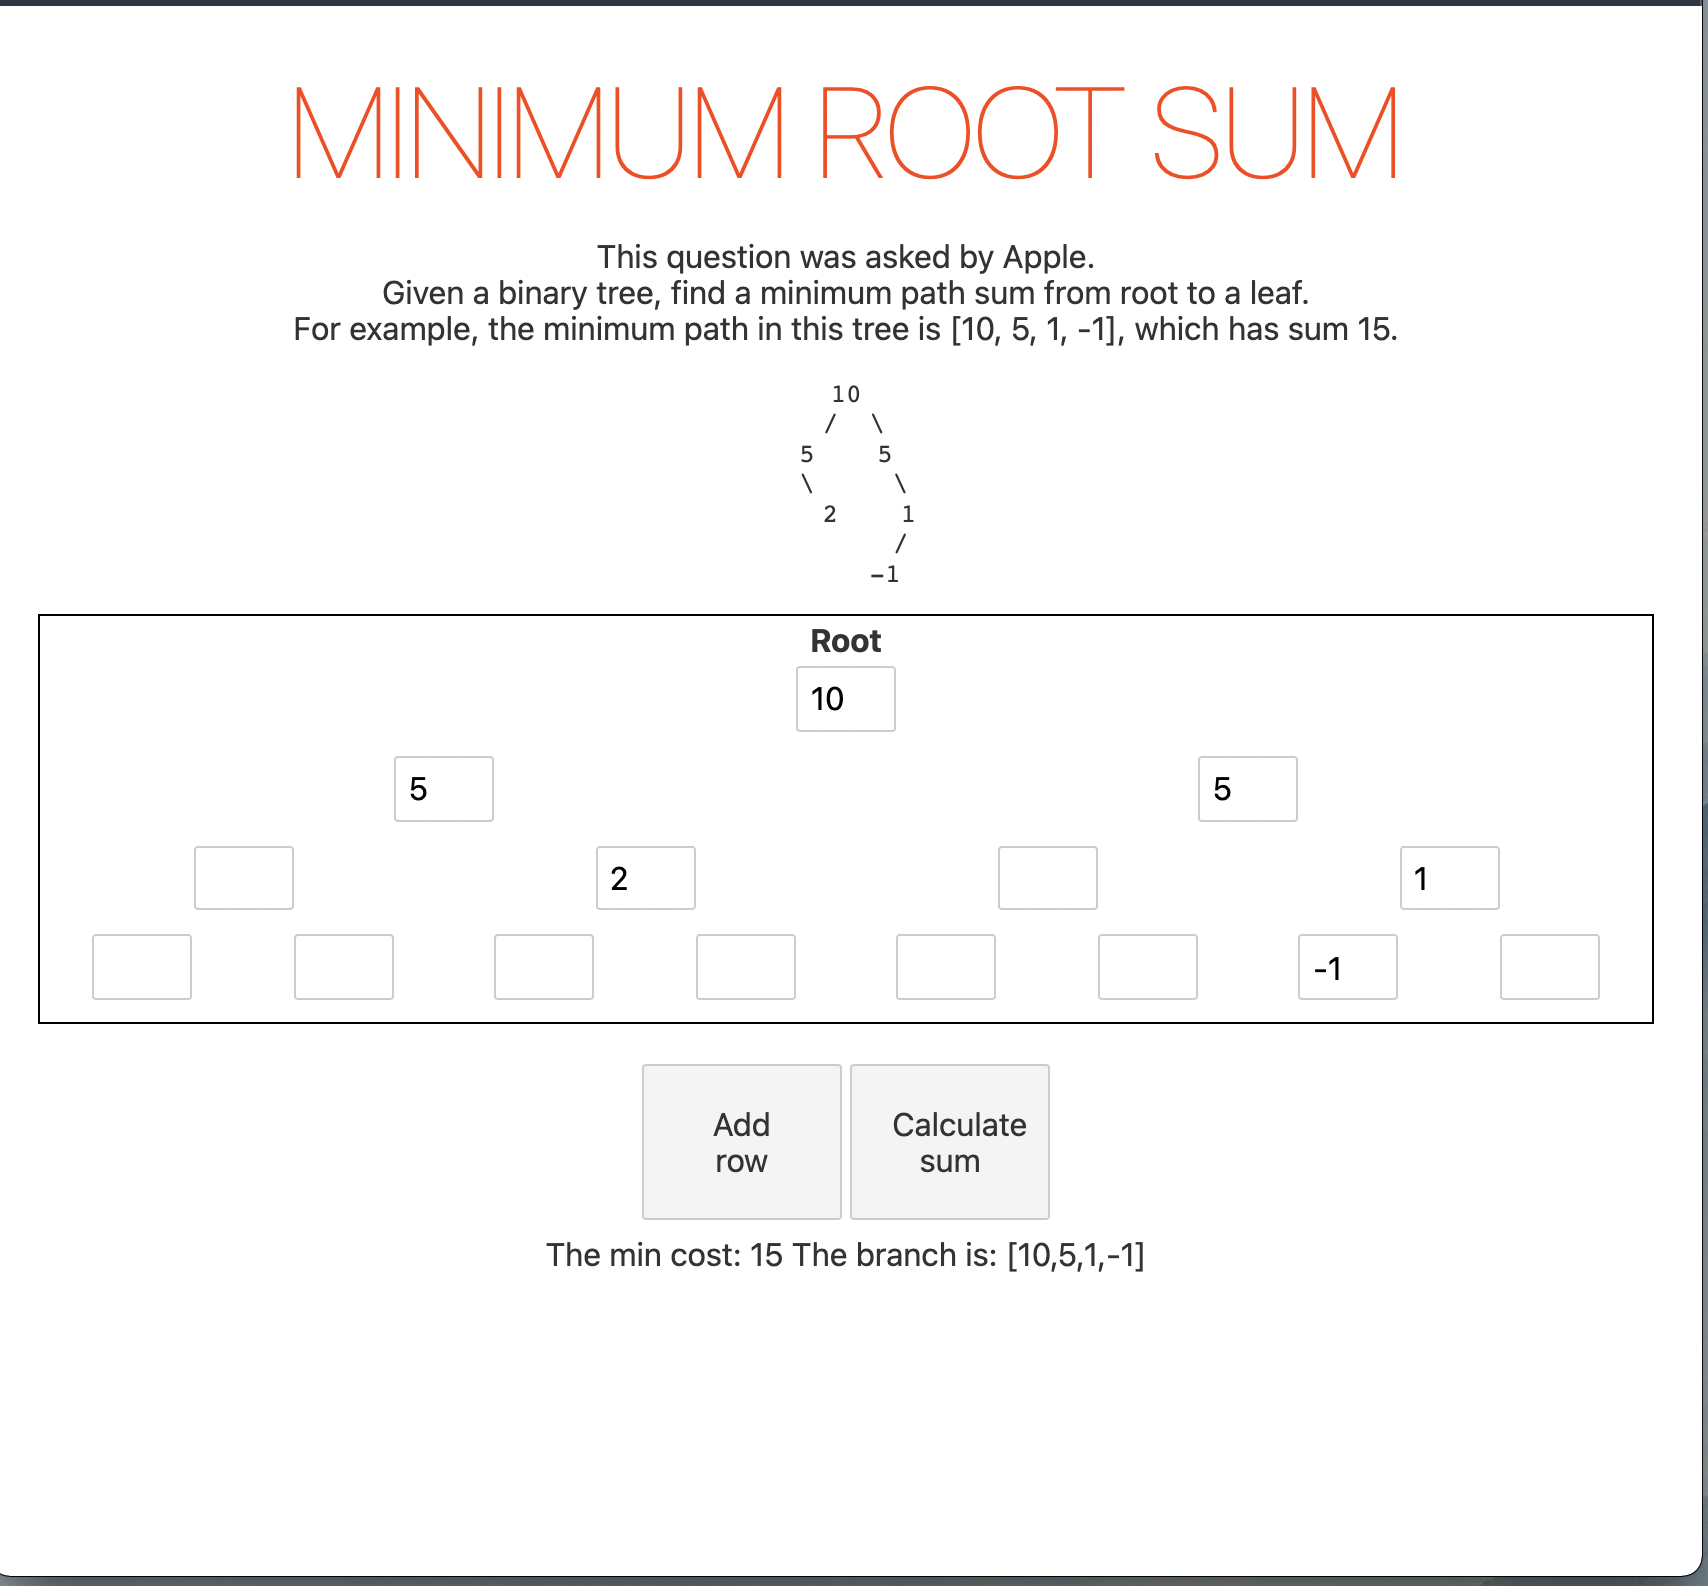 MINIMUM ROOT SUM
This question was asked by Apple.
Given a binary tree, find a minimum path sum from root to a leaf.
For example, the minimum path in this tree is [10, 5, 1, -1], which has sum 15.
10
/ \
5 5
\ \
2 1
/
-1
Root
10
5 5
2 1
-1
Add row
Calculate sum
The min cost: 15 The branch is: [10,5,1,-1]